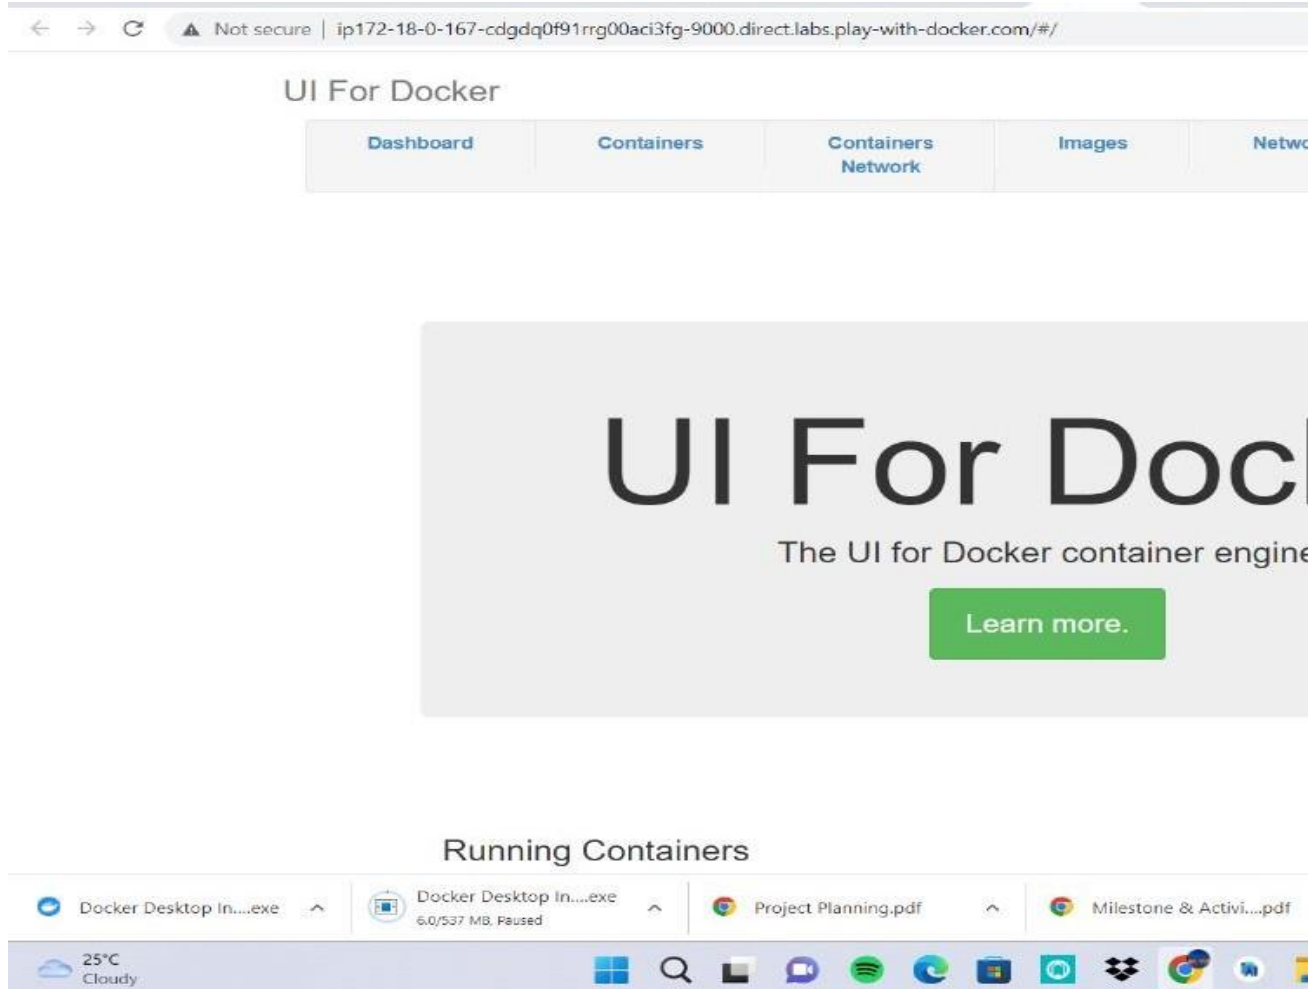 Not secure | ip172-18-0-167-cdgdq0f91rrg00aci3fg-9000.direct.labs.play-with-docker.com/#/
UI For Docker
Dashboard Containers Containers Images Netwo
Network
UI For Doc
The UI for Docker container engine
Learn more.
Running Containers
Docker Desktop In....exe Docker Desktop In....exe Project Planning.pdf Milestone & Activi....pdf
6.0/537 MB, Paused
25°C
Cloudy